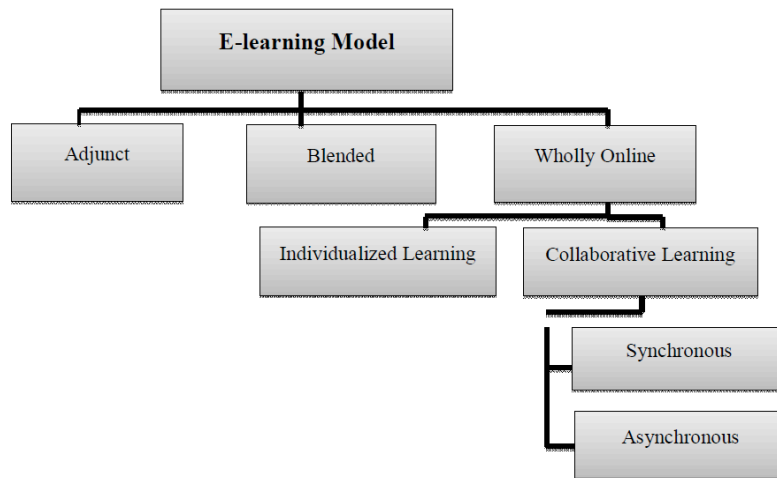 E-learning Model
Adjunct
Blended
Wholly Online
Individualized Learning
Collaborative Learning
Synchronous
Asynchronous